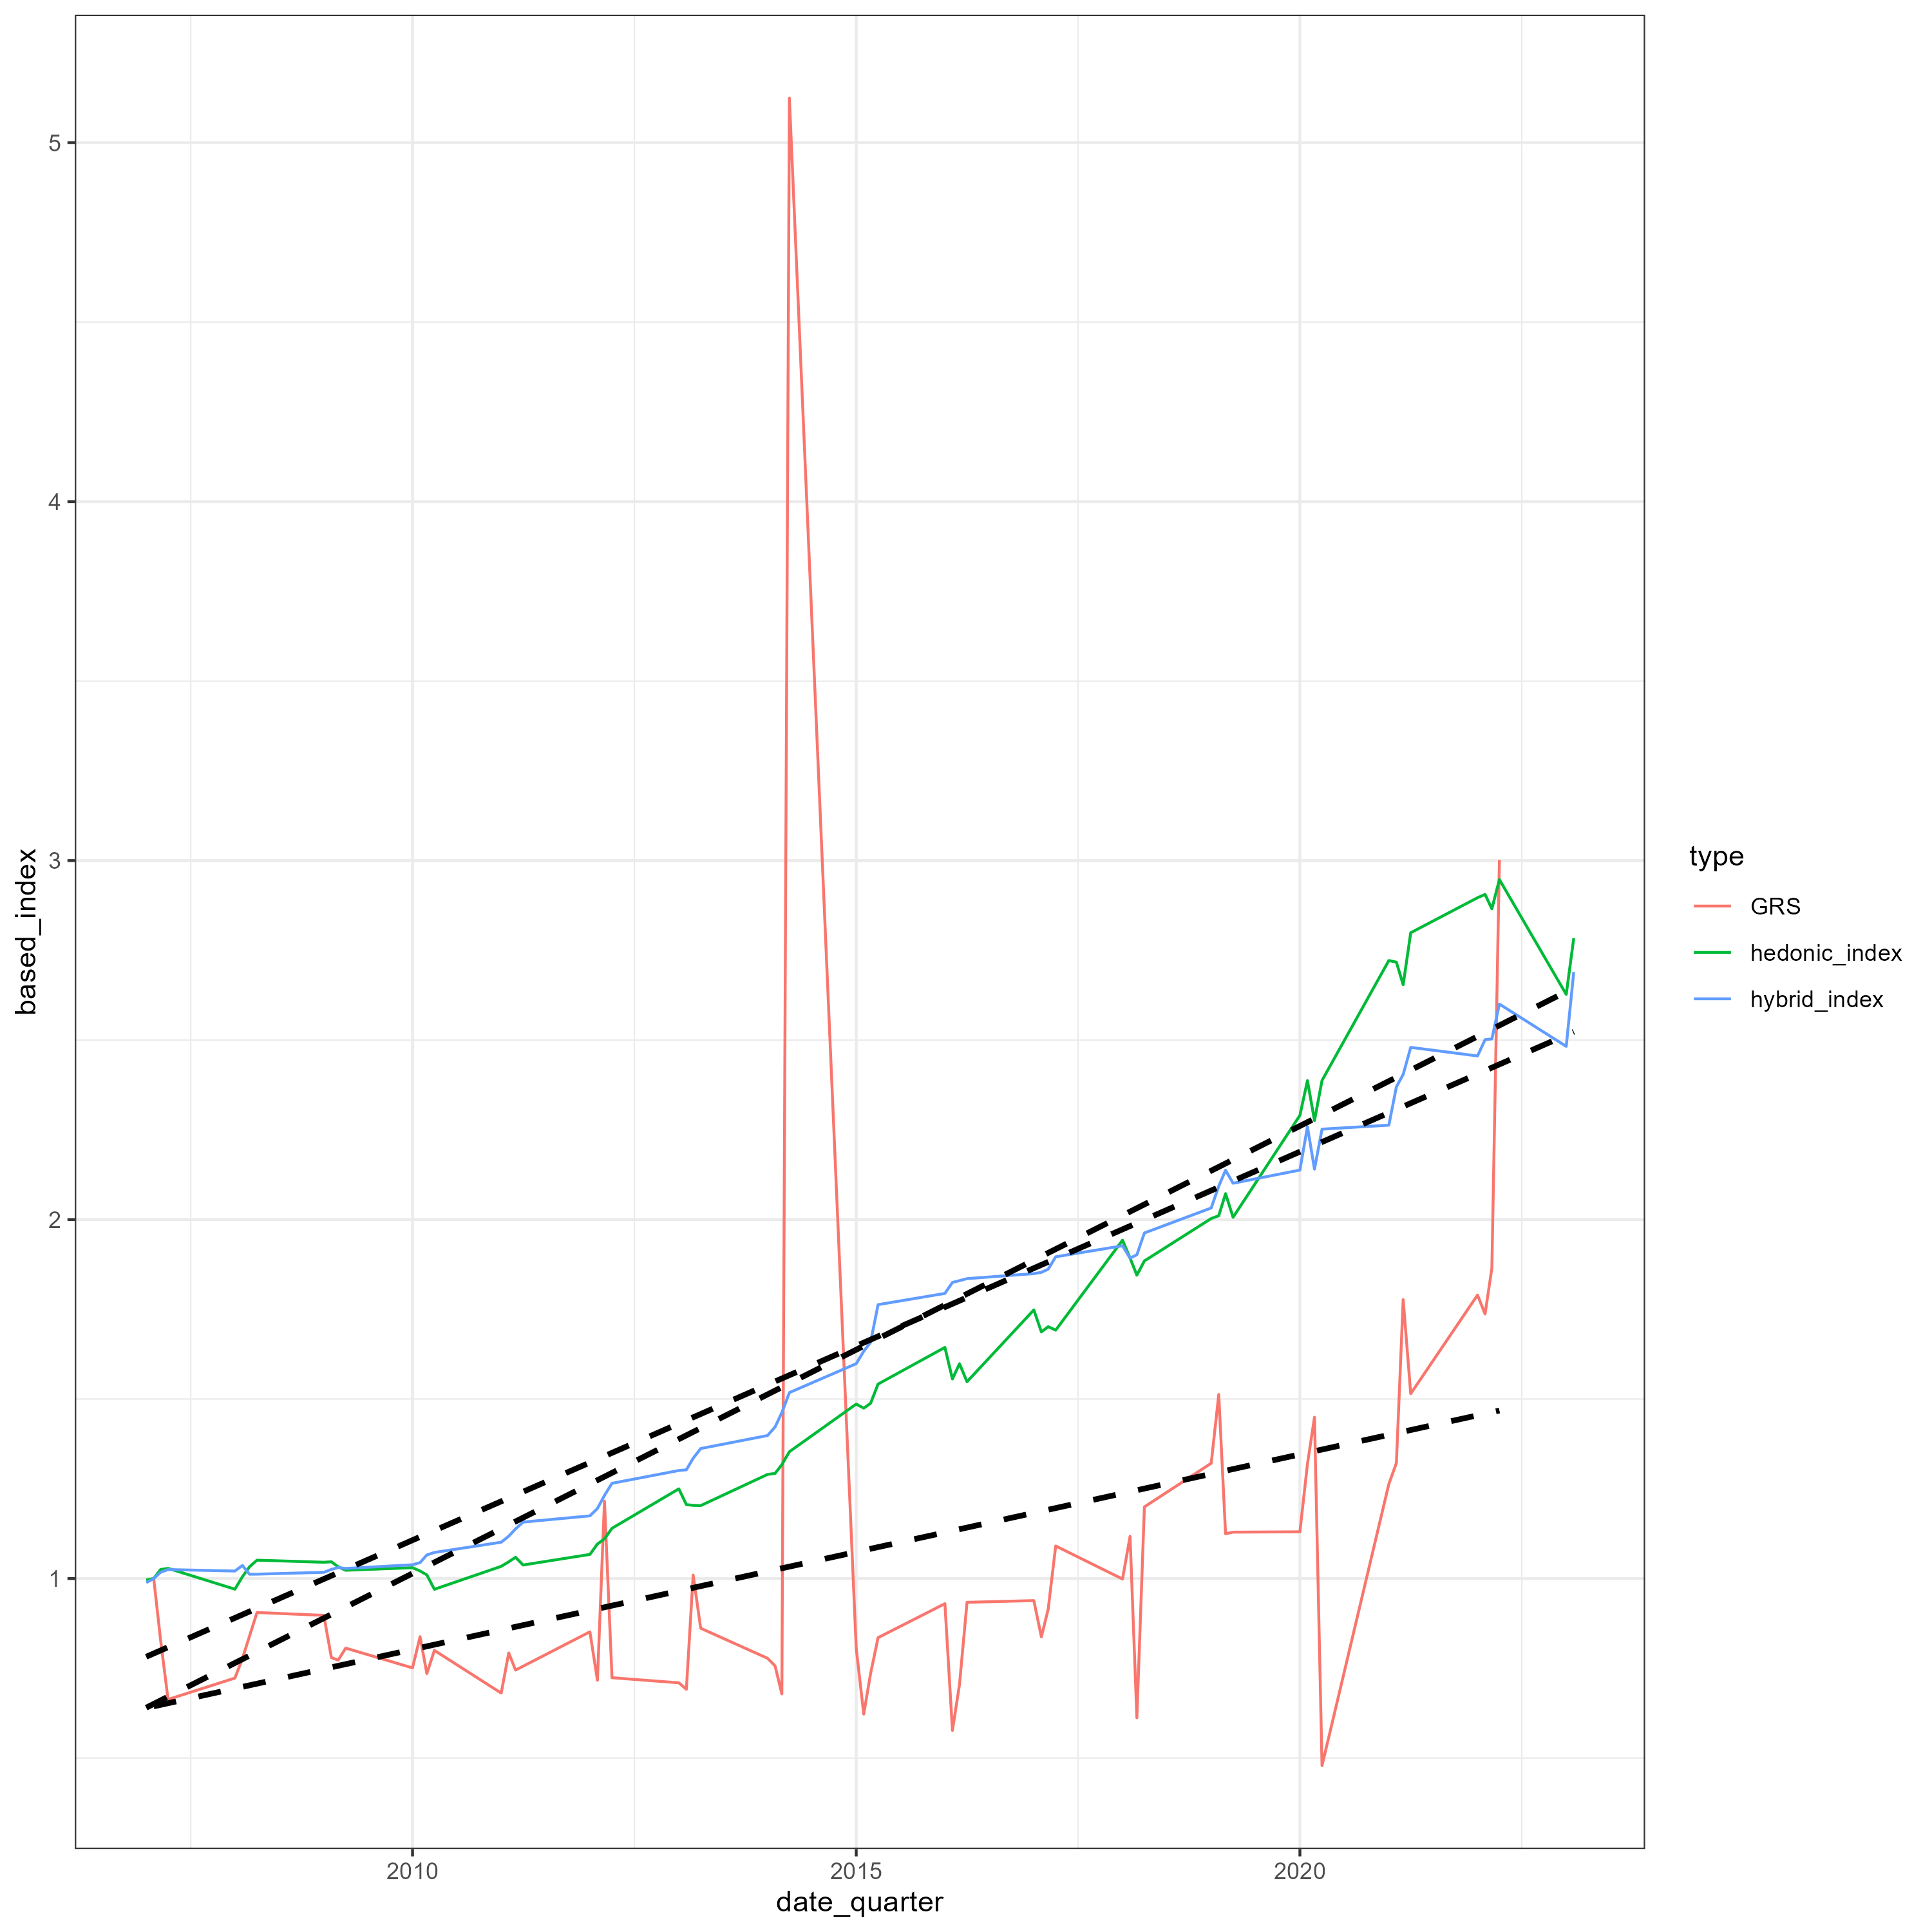 based_index
5
4
3
2
1
2010
2015
2020
date_quarter
type
GRS
hedonic_index
hybrid_index